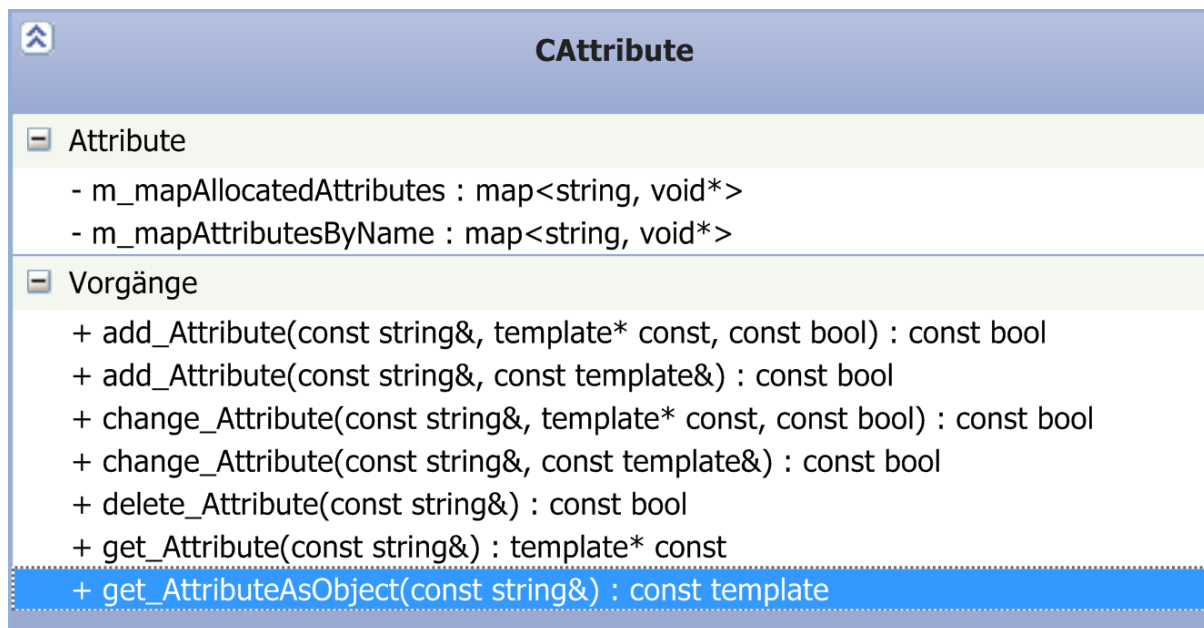 CAttribute
Attribute
- m_mapAllocatedAttributes : map<string, void*>
- m_mapAttributesByName : map<string, void*>
Vorgänge
+ add_Attribute(const string&, template* const, const bool) : const bool
+ add_Attribute(const string&, const template&) : const bool
+ change_Attribute(const string&, template* const, const bool) : const bool
+ change_Attribute(const string&, const template&) : const bool
+ delete_Attribute(const string&) : const bool
+ get_Attribute(const string&) : template* const
+ get_AttributeAsObject(const string&) : const template